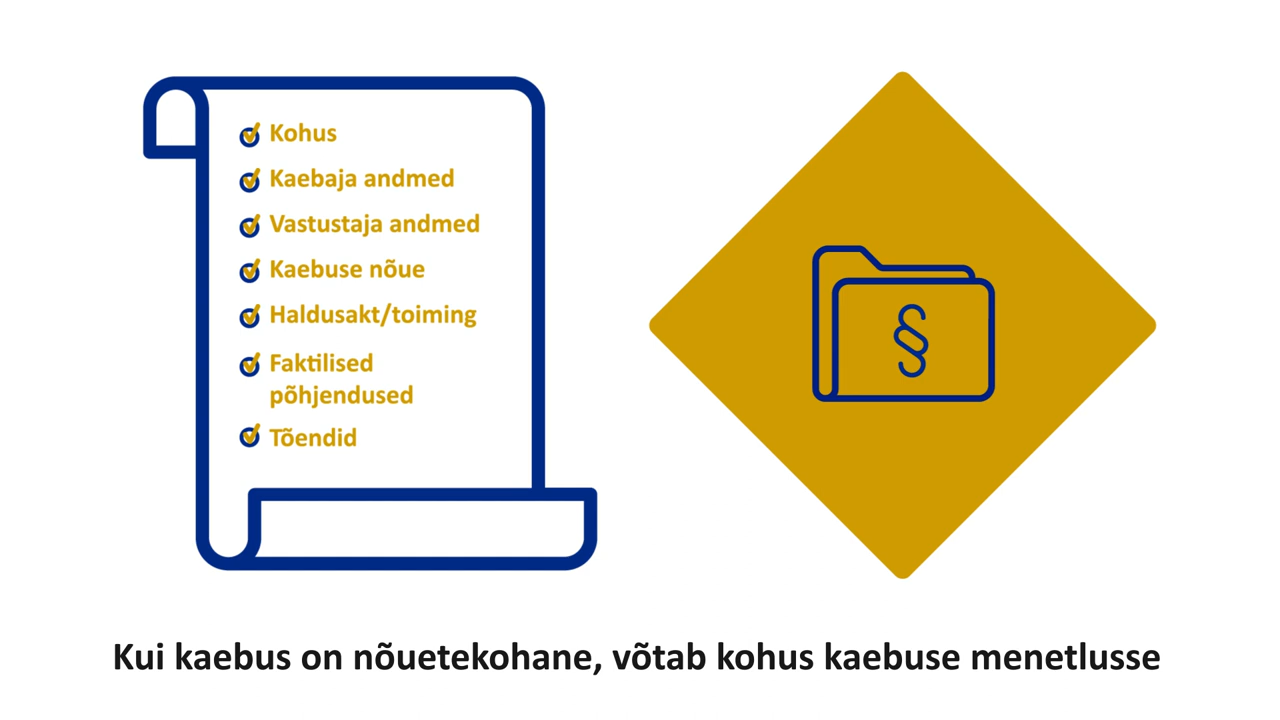 Kohus
Kaebaja andmed
Vastustaja andmed
Kaebuse nõue
Haldusakt/toiming
Faktilised
põhjendused
Tõendid
§
Kui kaebus on nõuetekohane, võtab kohus kaebuse menetlusse